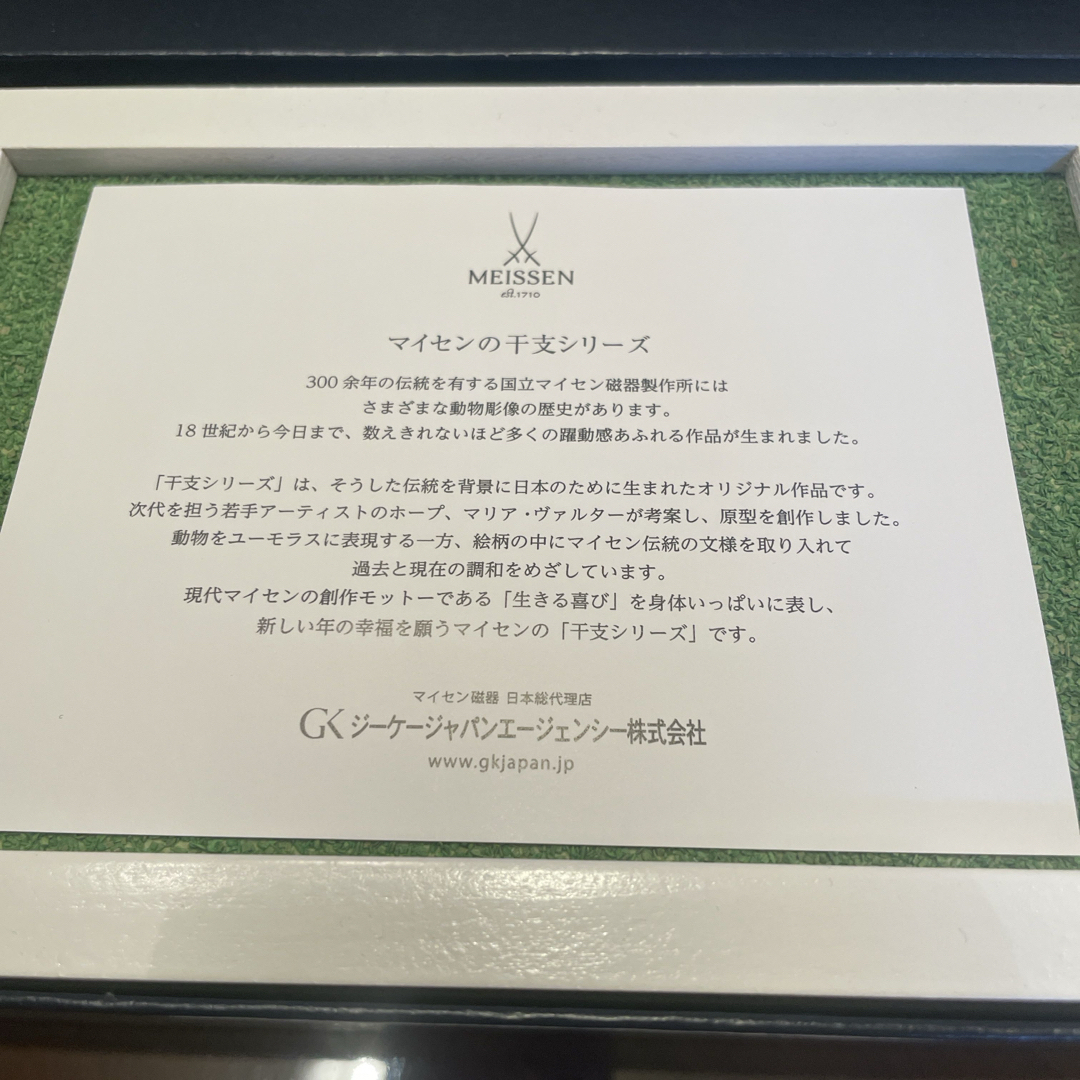 MEISSEN
est.1710
マイセンの干支シリーズ
300 余年の伝統を有する国立マイセン磁器製作所には
さまざまな動物彫像の歴史があります。
18 世紀から今日まで、数えきれないほど多くの躍動感あふれる作品が生まれました。
「干支シリーズ」は、そうした伝統を背景に日本のために生まれたオリジナル作品です。
次代を担う若手アーティストのホープ、マリア・ヴァルターが考案し、原型を創作しました。
動物をユーモラスに表現する一方、絵柄の中にマイセン伝統の文様を取り入れて
過去と現在の調和をめざしています。
現代マイセンの創作モットーである「生きる喜び」を身体いっぱいに表し、
新しい年の幸福を願うマイセンの「干支シリーズ」です。
マイセン磁器 日本総代理店
GK ジーケージャパンエージェンシー株式会社
www.gkjapan.jp